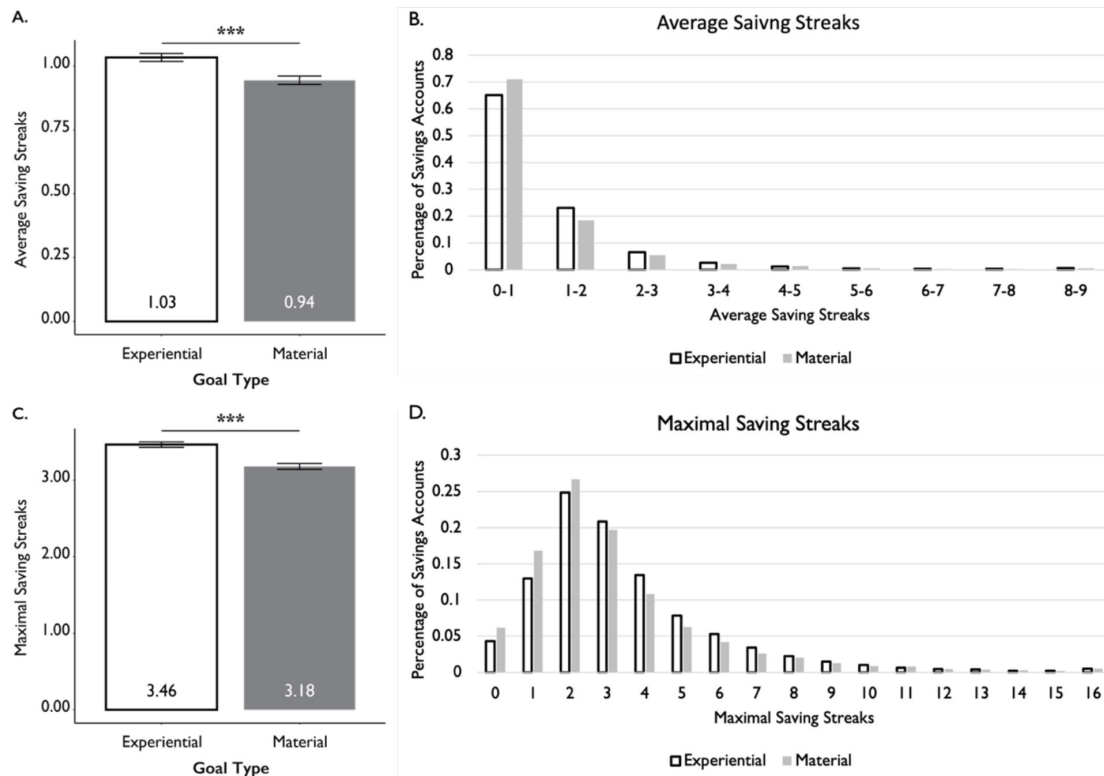 A.
***
1.00
0.75
0.50
0.25
0.00
Average Saving Streaks
1.03
0.94
Experiential
Material
Goal Type
B.
Average Saivng Streaks
Percentage of Savings Accounts
0.8
0.7
0.6
0.5
0.4
0.3
0.2
0.1
0
0-1 1-2 2-3 3-4 4-5 5-6 6-7 7-8 8-9
Average Saving Streaks
Experiential Material
C.
***
3.00
2.00
1.00
0.00
Maximal Saving Streaks
3.46
3.18
Experiential
Material
Goal Type
D.
Maximal Saving Streaks
Percentage of Savings Accounts
0.3
0.25
0.2
0.15
0.1
0.05
0
0 1 2 3 4 5 6 7 8 9 10 11 12 13 14 15 16
Maximal Saving Streaks
Experiential Material